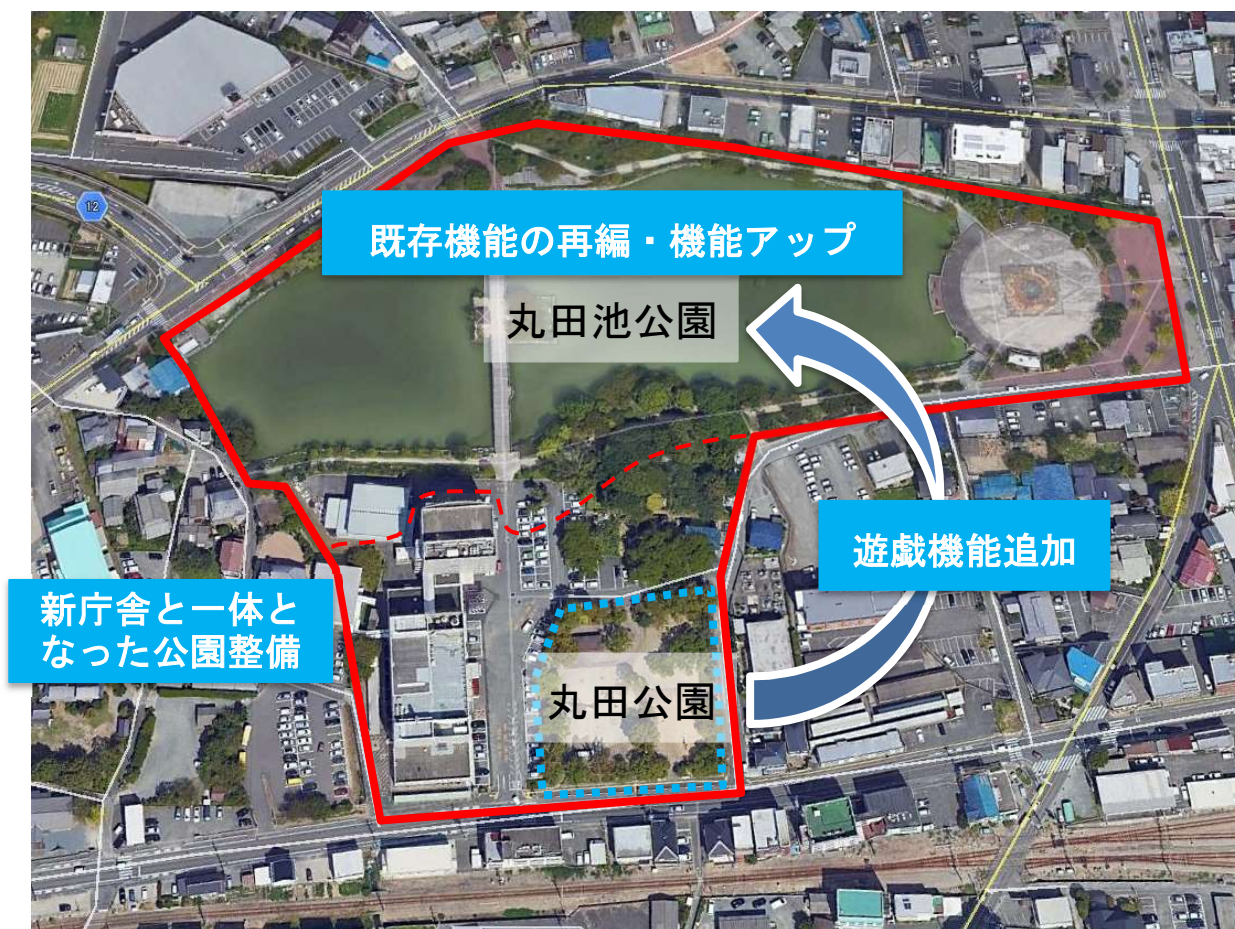 既存機能の再編・機能アップ
丸田池公園
遊戯機能追加
新庁舎と一体と
なった公園整備
丸田公園
12